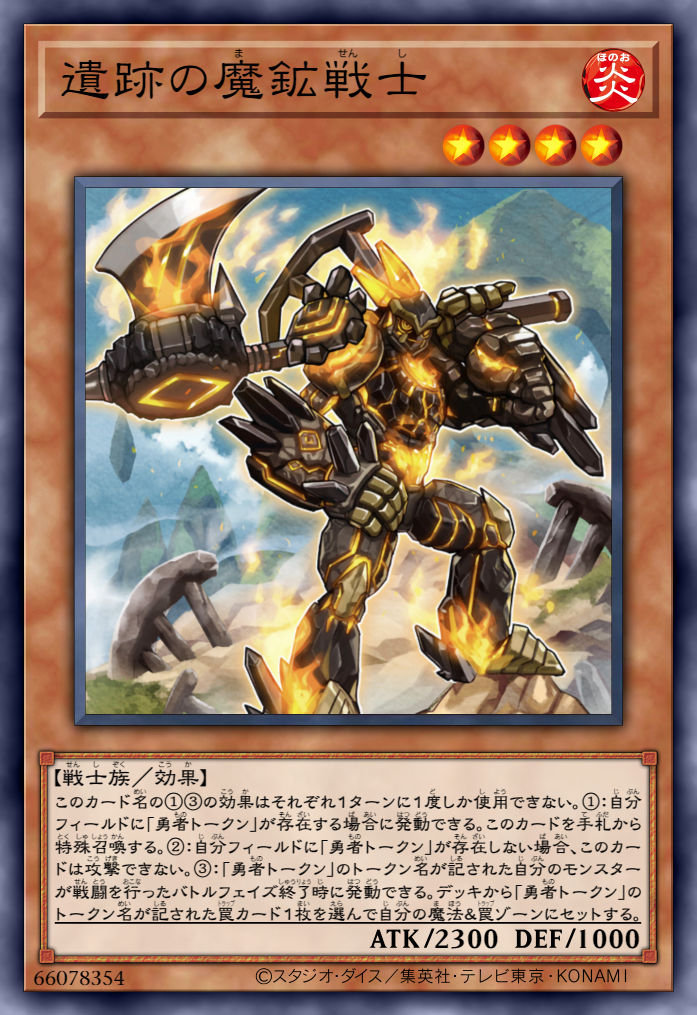 遺跡の魔鉱戦士
炎
【戦士族／効果】
このカード名の①③の効果はそれぞれ1ターンに1度しか使用できない。①:自分
フィールドに「勇者トークン」が存在する場合に発動できる。このカードを手札から
特殊召喚する。②:自分フィールドに「勇者トークン」が存在しない場合、このカー
ドは攻撃できない。③:「勇者トークン」のトークン名が記された自分のモンスター
が戦闘を行ったバトルフェイズ終了時に発動できる。デッキから「勇者トークン」の
トークン名が記された罠カード1枚を選んで自分の魔法&罠ゾーンにセットする。
ATK/2300 DEF/1000
66078354 ©スタジオ・ダイス／集英社・テレビ東京・KONAMI